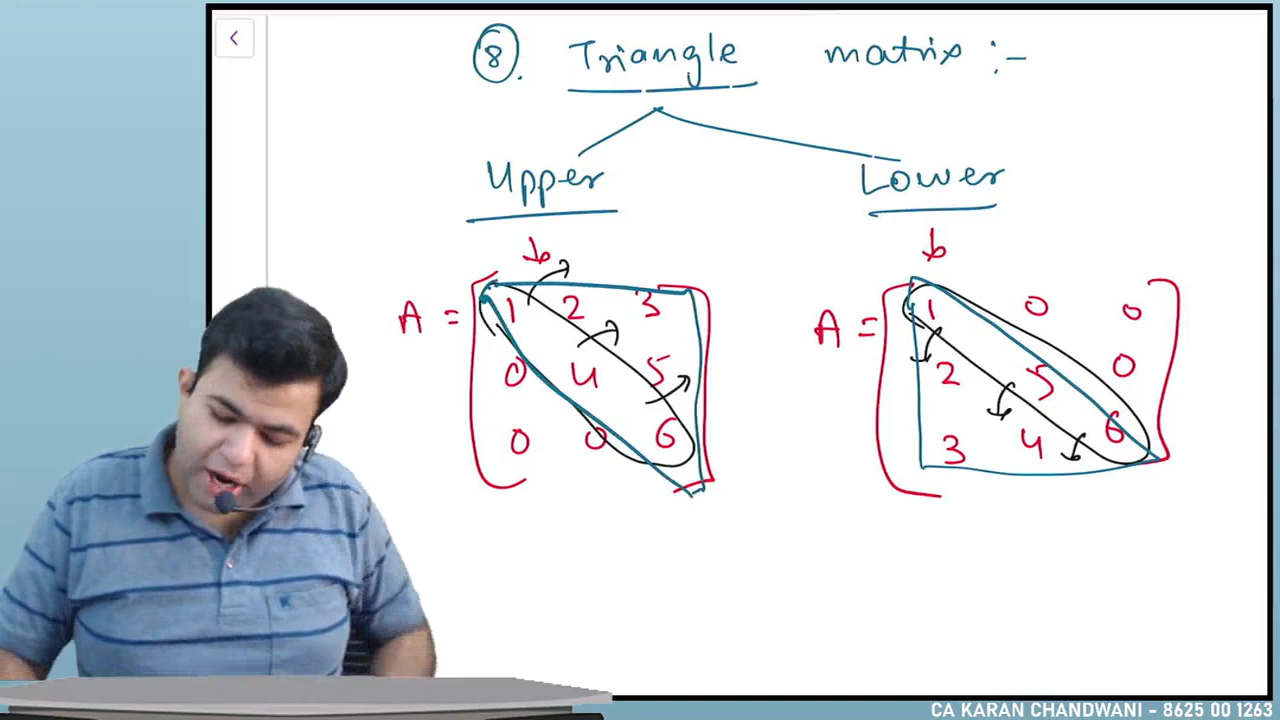 8. Triangle matrix :-
Upper Lower
A = [ 1 2 3
0 4 5
0 0 6 ]
A = [ 1 0 0
2 5 0
3 4 6 ]
CA KARAN CHANDWANI - 8625 00 1263